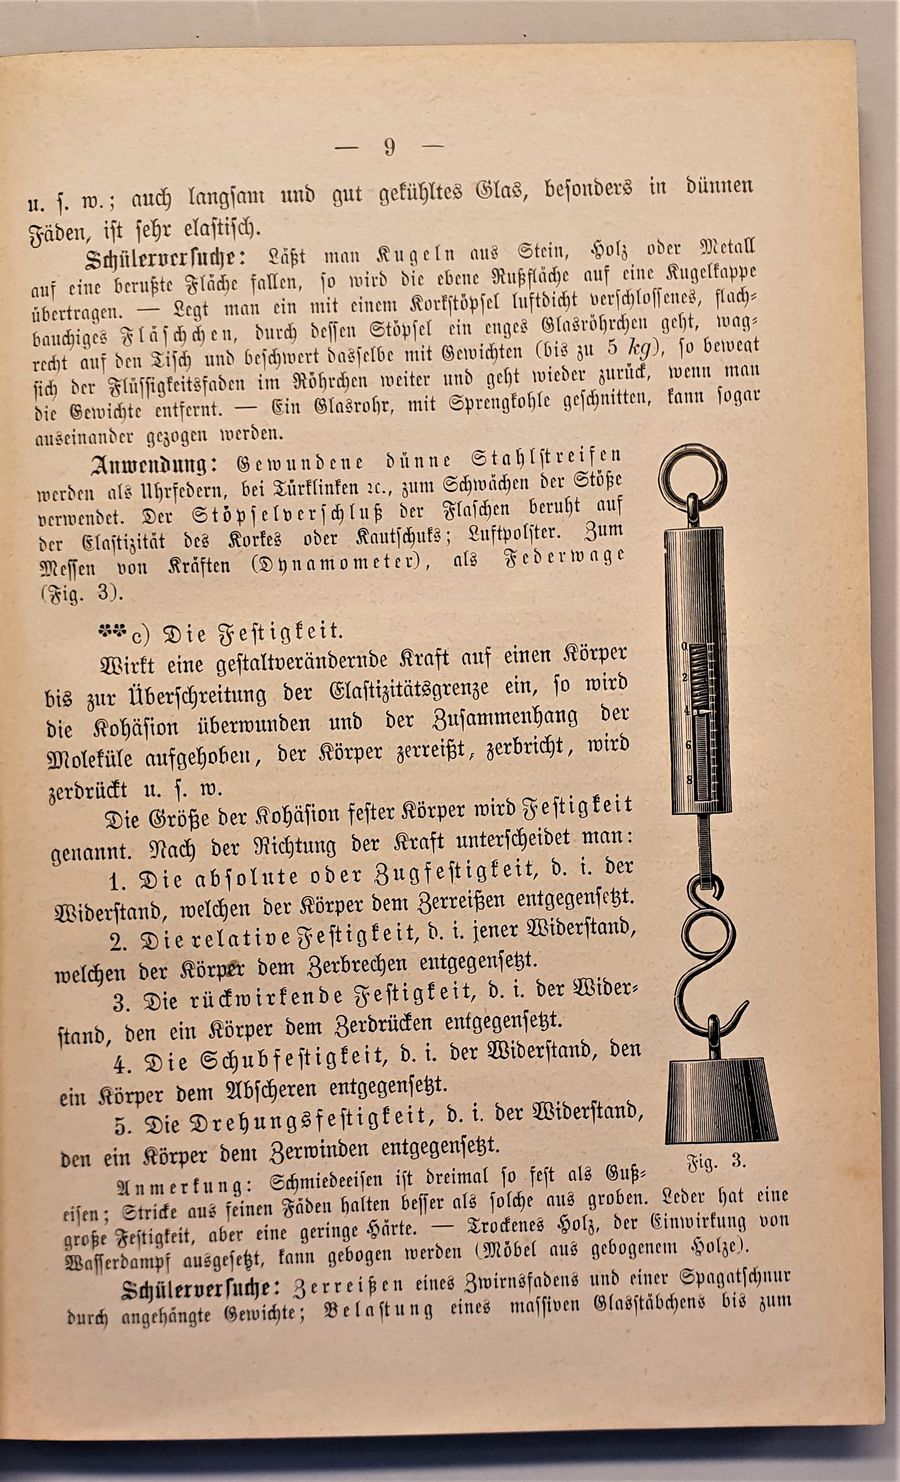 — 9 —
u. s. w.; auch langsam und gut gekühltes Glas, besonders in dünnen
Fäden, ist sehr elastisch.
Schülerversuche: Läßt man Kugeln aus Stein, Holz oder Metall
auf eine berußte Fläche fallen, so wird die ebene Rußfläche auf eine Kugelkappe
übertragen. — Legt man ein mit einem Korkstöpsel luftdicht verschlossenes, flach-
bauchiges Fläschchen, durch dessen Stöpsel ein enges Glasröhrchen geht, wag-
recht auf den Tisch und beschwert dasselbe mit Gewichten (bis zu 5 kg), so bewegt
sich der Flüssigkeitsfaden im Röhrchen weiter und geht wieder zurück, wenn man
die Gewichte entfernt. — Ein Glasrohr, mit Sprengkohle geschnitten, kann sogar
auseinander gezogen werden.
Anwendung: Gewundene dünne Stahlstreifen
werden als Uhrfedern, bei Türklinken ꝛc., zum Schwächen der Stöße
verwendet. Der Stöpselverschluß der Flaschen beruht auf
der Elastizität des Korkes oder Kautschuks; Luftpolster. Zum
Messen von Kräften (Dynamometer), als Federwage
(Fig. 3).
**c) Die Festigkeit.
Wirkt eine gestaltverändernde Kraft auf einen Körper
bis zur Überschreitung der Elastizitätsgrenze ein, so wird
die Kohäsion überwunden und der Zusammenhang der
Moleküle aufgehoben, der Körper zerreißt, zerbricht, wird
zerdrückt u. s. w.
Die Größe der Kohäsion fester Körper wird Festigkeit
genannt. Nach der Richtung der Kraft unterscheidet man:
1. Die absolute oder Zugfestigkeit, d. i. der
Widerstand, welchen der Körper dem Zerreißen entgegensetzt.
2. Die relative Festigkeit, d. i. jener Widerstand,
welchen der Körper dem Zerbrechen entgegensetzt.
3. Die rückwirkende Festigkeit, d. i. der Wider-
stand, den ein Körper dem Zerdrücken entgegensetzt.
4. Die Schubfestigkeit, d. i. der Widerstand, den
ein Körper dem Abscheren entgegensetzt.
5. Die Drehungsfestigkeit, d. i. der Widerstand,
den ein Körper dem Zerwinden entgegensetzt.
0
2
4
6
8
Fig. 3.
Anmerkung: Schmiedeeisen ist dreimal so fest als Guß-
eisen; Stricke aus feinen Fäden halten besser als solche aus groben. Leder hat eine
große Festigkeit, aber eine geringe Härte. — Trockenes Holz, der Einwirkung von
Wasserdampf ausgesetzt, kann gebogen werden (Möbel aus gebogenem Holze).
Schülerversuche: Zerreißen eines Zwirnsfadens und einer Spagatschnur
durch angehängte Gewichte; Belastung eines massiven Glasstäbchens bis zum